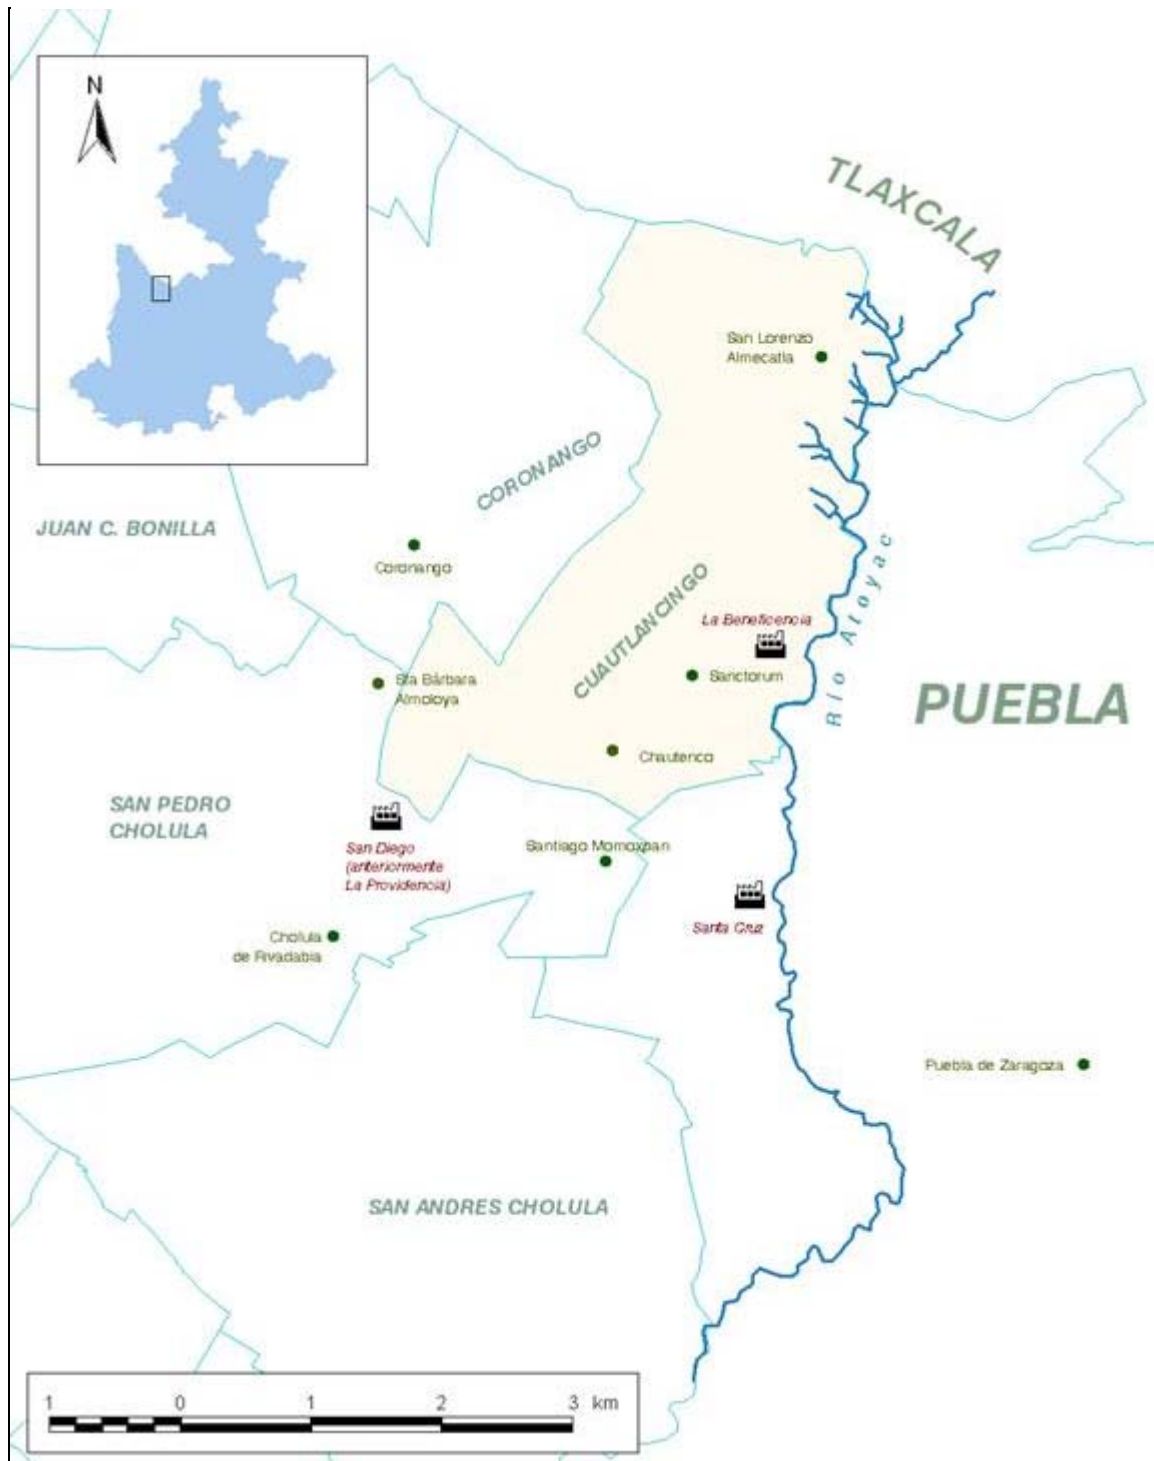 N
TLAXCALA
San Lorenzo
Almecatla
CORONANGO
JUAN C. BONILLA
Coronango
Río Atoyac
CUAUTLANCINGO
La Beneficencia
Sanctorum
Sta Bárbara
Almoloya
PUEBLA
Chautenco
SAN PEDRO
CHOLULA
San Diego
(anteriormente
La Providencia)
Santiago Momoxpan
Santa Cruz
Cholula
de Rivadabia
Puebla de Zaragoza
SAN ANDRES CHOLULA
1 0 1 2 3 km